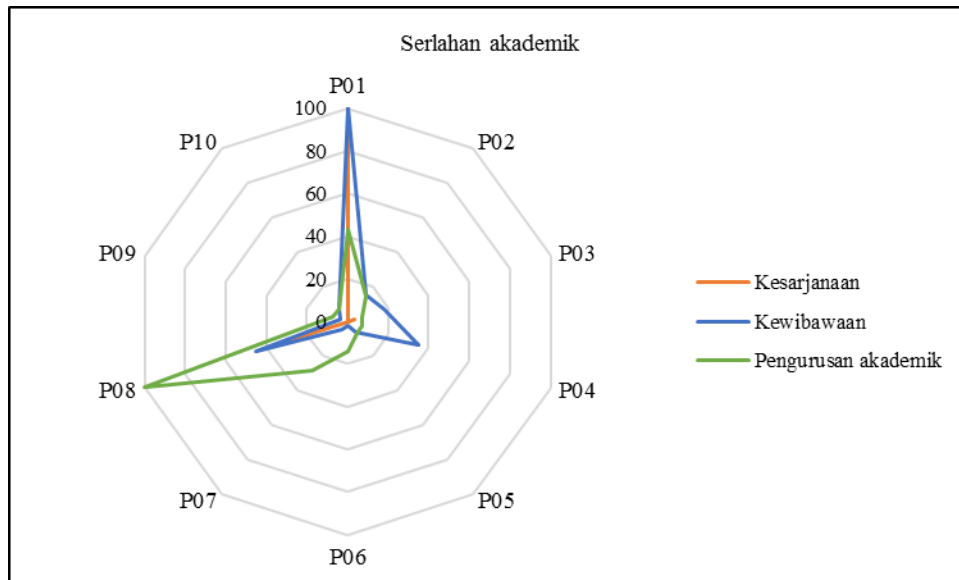 Serlahan akademik
P01
P02
P03
P04
P05
P06
P07
P08
P09
P10
100
80
60
40
20
0
Kesarjanaan
Kewibawaan
Pengurusan akademik